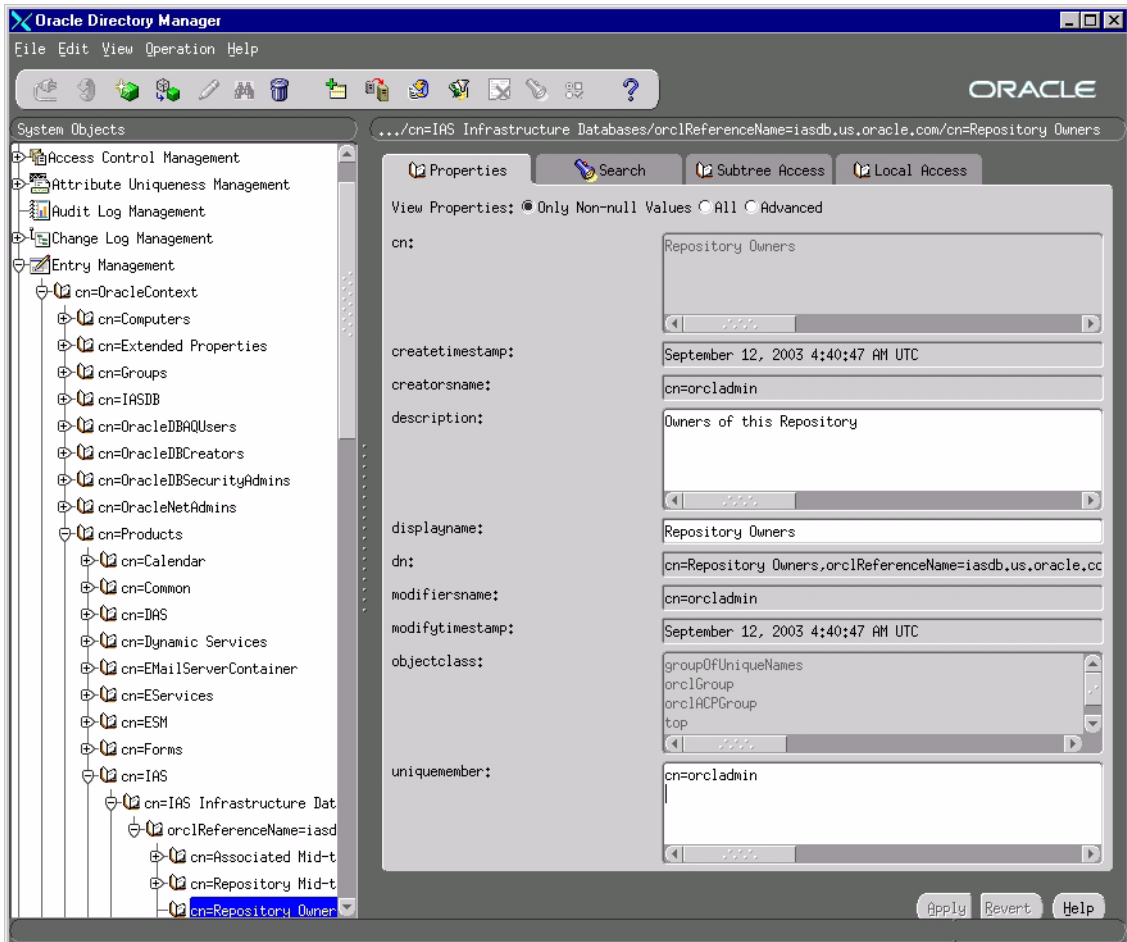 Oracle Directory Manager
File Edit View Operation Help
ORACLE
System Objects
Access Control Management
Attribute Uniqueness Management
Audit Log Management
Change Log Management
Entry Management
cn=OracleContext
cn=Computers
cn=Extended Properties
cn=Groups
cn=IASDB
cn=OracleDBAQUsers
cn=OracleDBCreators
cn=OracleDBSecurityAdmins
cn=OracleNetAdmins
cn=Products
cn=Calendar
cn=Common
cn=DAS
cn=Dynamic Services
cn=EMailServerContainer
cn=EServices
cn=ESM
cn=Forms
cn=IAS
cn=IAS Infrastructure Dat
orclReferenceName=iasd
cn=Associated Mid-t
cn=Repository Mid-t
cn=Repository Owner
.../cn=IAS Infrastructure Databases/orclReferenceName=iasdb.us.oracle.com/cn=Repository Owners
Properties Search Subtree Access Local Access
View Properties: Only Non-null Values All Advanced
cn: Repository Owners
createtimestamp: September 12, 2003 4:40:47 AM UTC
creatorsname: cn=orcladmin
description: Owners of this Repository
displayname: Repository Owners
dn: cn=Repository Owners,orclReferenceName=iasdb.us.oracle.cc
modifiersname: cn=orcladmin
modifytimestamp: September 12, 2003 4:40:47 AM UTC
objectclass: groupOfUniqueNames
orclGroup
orclACPGroup
top
uniquemember: cn=orcladmin
Apply Revert Help